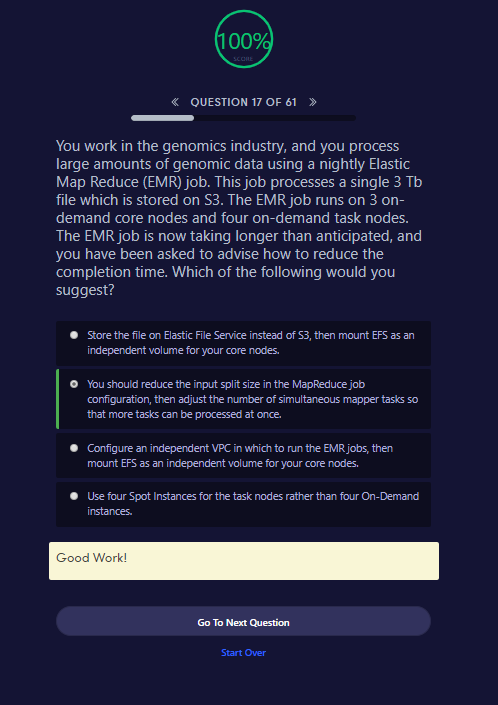 100%
SCORE
« QUESTION 17 OF 61 »
You work in the genomics industry, and you process
large amounts of genomic data using a nightly Elastic
Map Reduce (EMR) job. This job processes a single 3 Tb
file which is stored on S3. The EMR job runs on 3 on-
demand core nodes and four on-demand task nodes.
The EMR job is now taking longer than anticipated, and
you have been asked to advise how to reduce the
completion time. Which of the following would you
suggest?
Store the file on Elastic File Service instead of S3, then mount EFS as an
independent volume for your core nodes.
You should reduce the input split size in the MapReduce job
configuration, then adjust the number of simultaneous mapper tasks so
that more tasks can be processed at once.
Configure an independent VPC in which to run the EMR jobs, then
mount EFS as an independent volume for your core nodes.
Use four Spot Instances for the task nodes rather than four On-Demand
instances.
Good Work!
Go To Next Question
Start Over